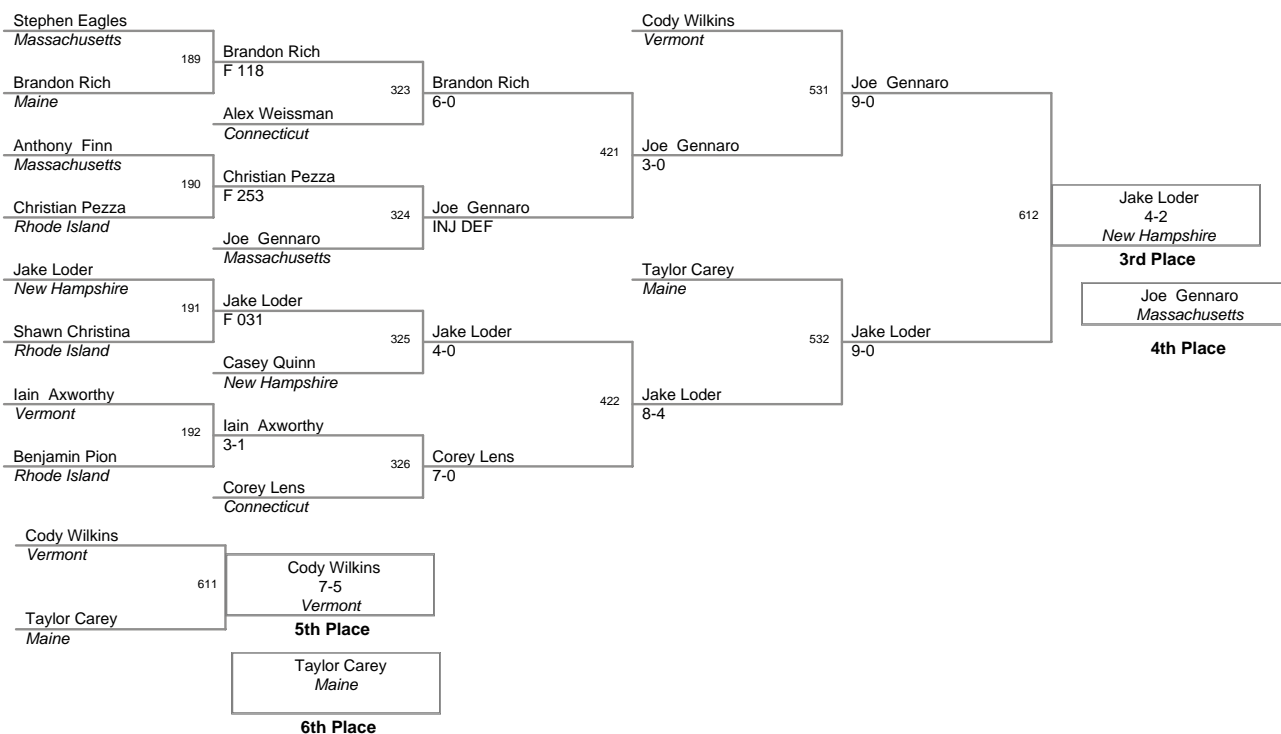 Stephen Eagles
Massachusetts
189
Brandon Rich
Maine
Anthony Finn
Massachusetts
190
Christian Pezza
Rhode Island
Jake Loder
New Hampshire
191
Shawn Christina
Rhode Island
Iain Axworthy
Vermont
192
Benjamin Pion
Rhode Island
Brandon Rich
F 118
323
Alex Weissman
Connecticut
Christian Pezza
F 253
324
Joe Gennaro
Massachusetts
Jake Loder
F 031
325
Casey Quinn
New Hampshire
Iain Axworthy
3-1
326
Corey Lens
Connecticut
Brandon Rich
6-0
421
Joe Gennaro
INJ DEF
Jake Loder
4-0
422
Corey Lens
7-0
Cody Wilkins
Vermont
531
Joe Gennaro
3-0
Taylor Carey
Maine
532
Jake Loder
8-4
Joe Gennaro
9-0
612
Jake Loder
9-0
Jake Loder
4-2
New Hampshire
3rd Place
Joe Gennaro
Massachusetts
4th Place
Cody Wilkins
Vermont
611
Taylor Carey
Maine
Cody Wilkins
7-5
Vermont
5th Place
Taylor Carey
Maine
6th Place